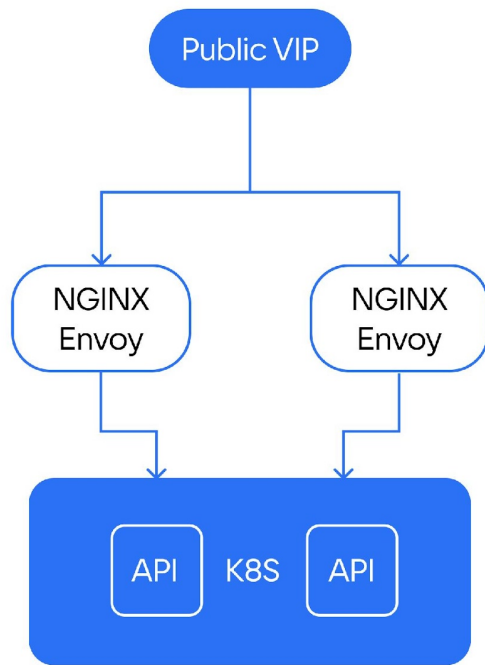 Public VIP
NGINX
Envoy
NGINX
Envoy
API
K8S
API